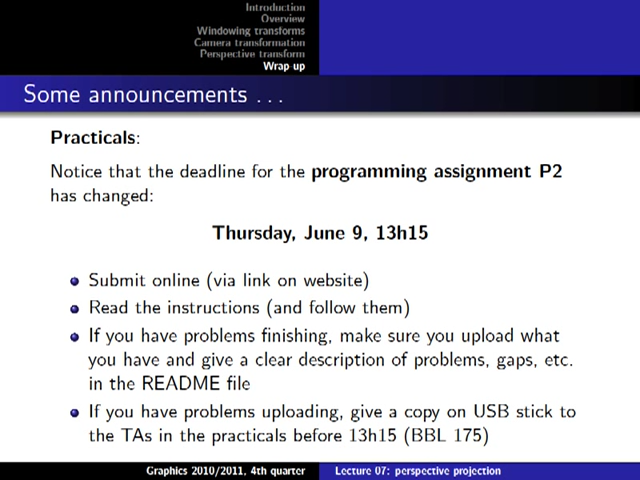 Introduction
Overview
Windowing transforms
Camera transformation
Perspective transform
Wrap-up
Some announcements . . .
Practicals:
Notice that the deadline for the programming assignment P2
has changed:
Thursday, June 9, 13h15
Submit online (via link on website)
Read the instructions (and follow them)
If you have problems finishing, make sure you upload what
you have and give a clear description of problems, gaps, etc.
in the README file
If you have problems uploading, give a copy on USB stick to
the TAs in the practicals before 13h15 (BBL 175)
Graphics 2010/2011, 4th quarter
Lecture 07: perspective projection